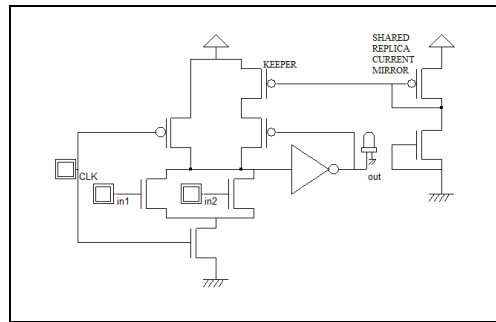 SHARED
REPLICA
CURRENT
MIRROR
KEEPER
CLK
in1
in2
out